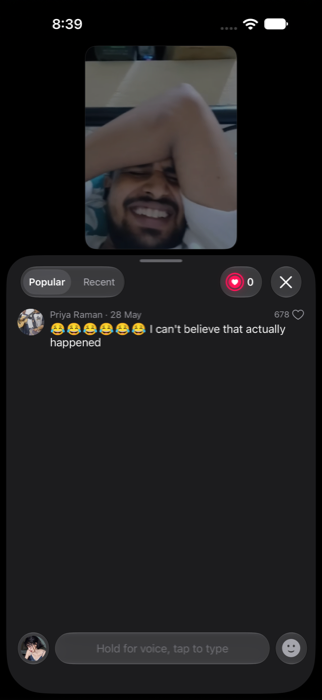 8:39
Popular Recent 0
Priya Raman · 28 May 678
😂😂😂😂😂😂 I can't believe that actually
happened
Hold for voice, tap to type